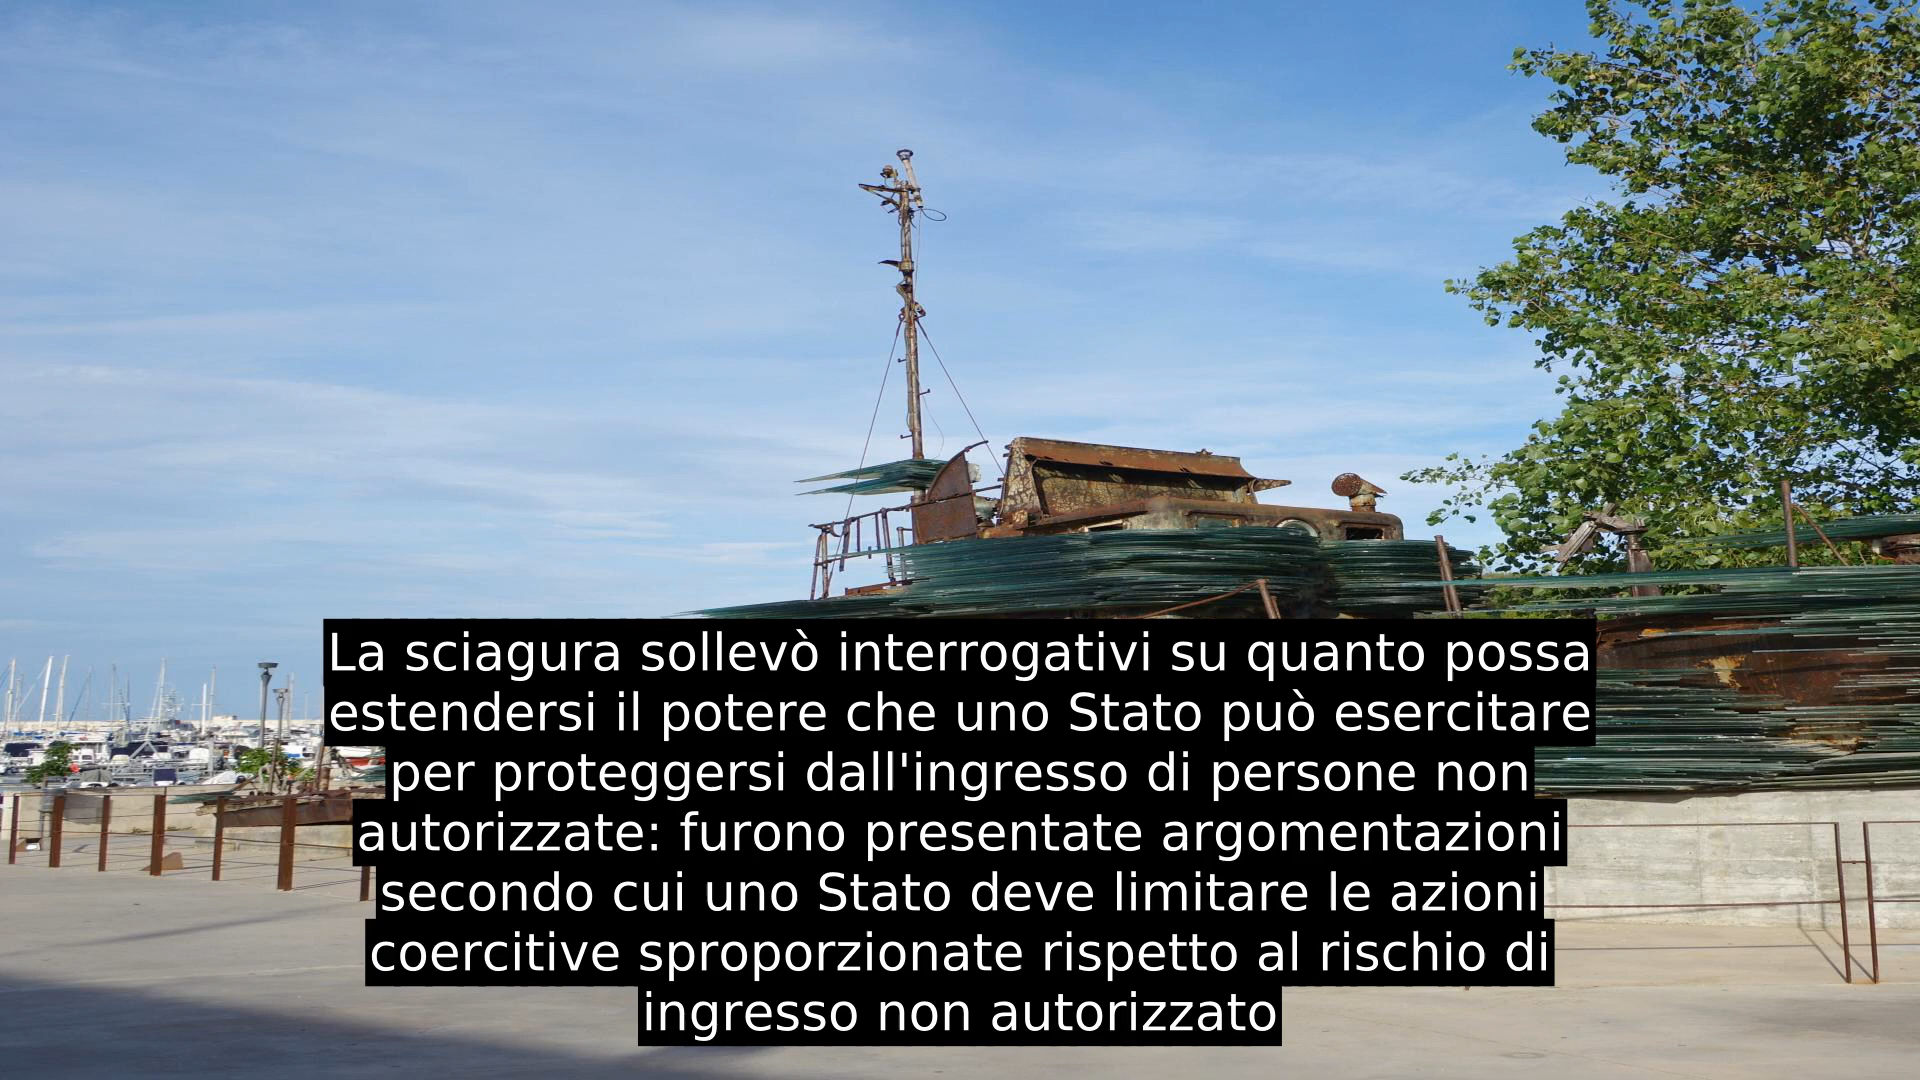 La sciagura sollevò interrogativi su quanto possa
estendersi il potere che uno Stato può esercitare
per proteggersi dall'ingresso di persone non
autorizzate: furono presentate argomentazioni
secondo cui uno Stato deve limitare le azioni
coercitive sproporzionate rispetto al rischio di
ingresso non autorizzato